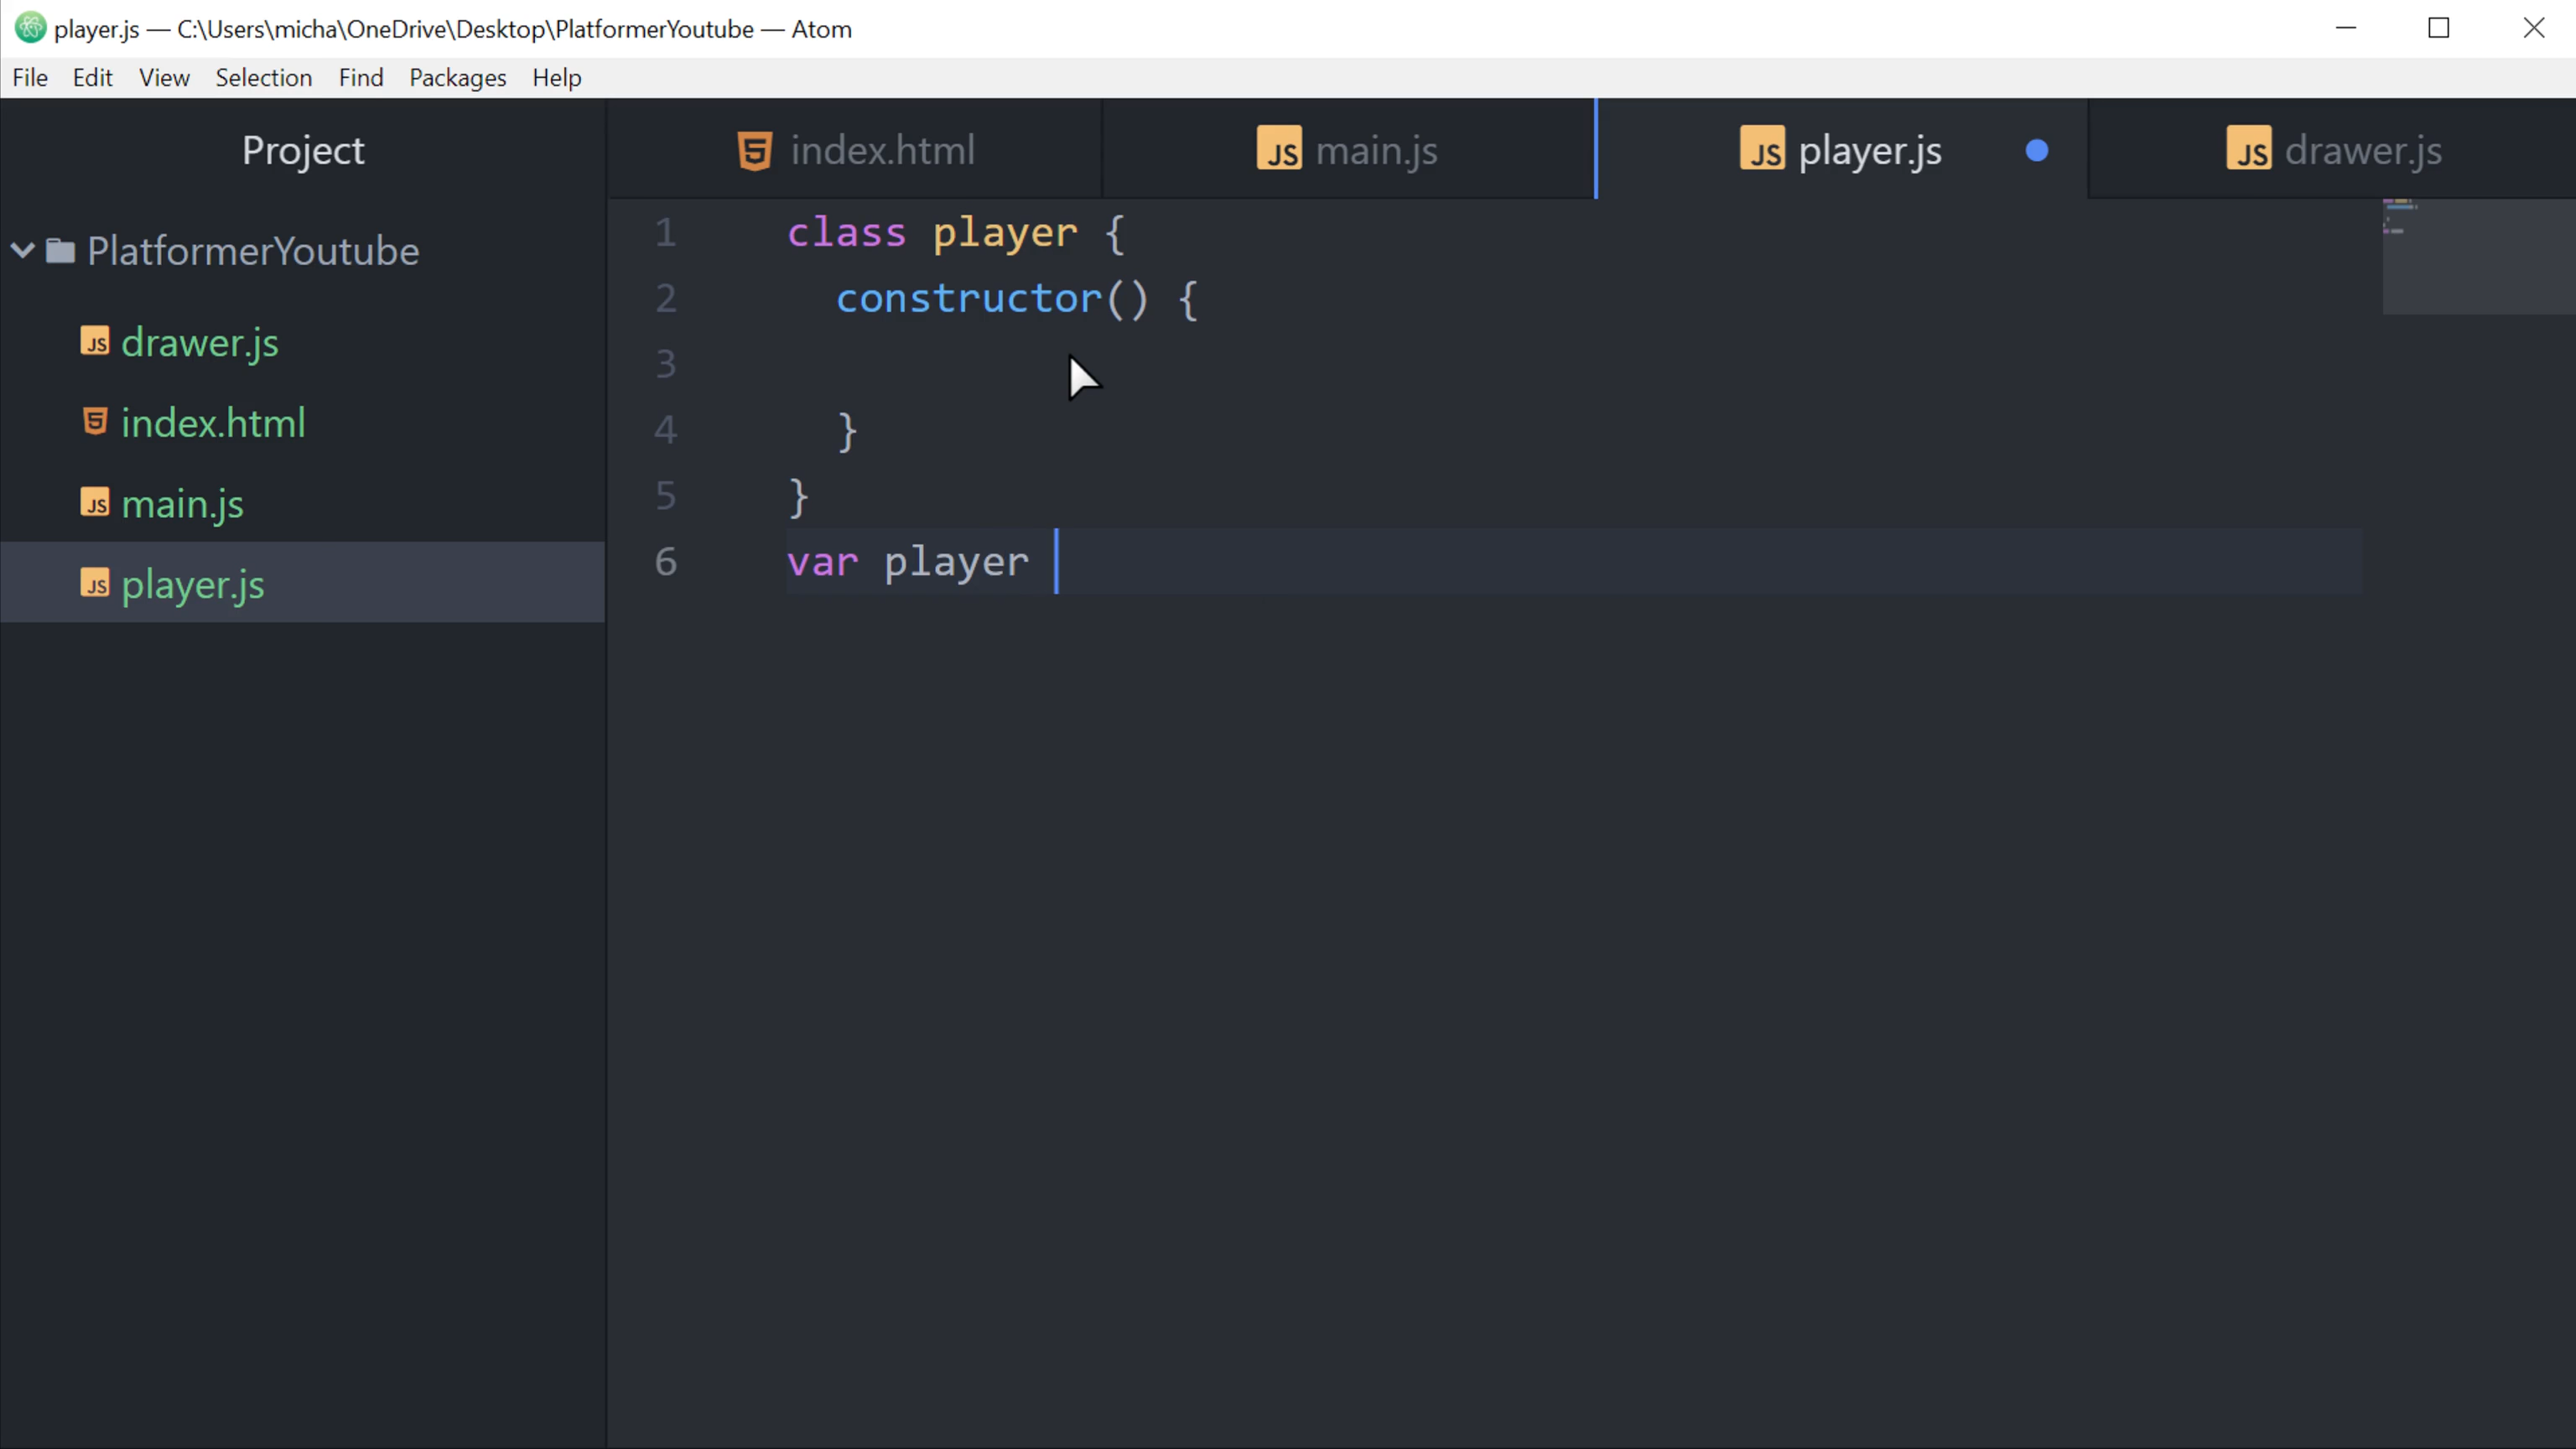 player.js — C:\Users\micha\OneDrive\Desktop\PlatformerYoutube — Atom
File Edit View Selection Find Packages Help
Project
index.html
main.js
player.js
drawer.js
PlatformerYoutube
drawer.js
index.html
main.js
player.js
1 class player {
2 constructor() {
3
4 }
5 }
6 var player